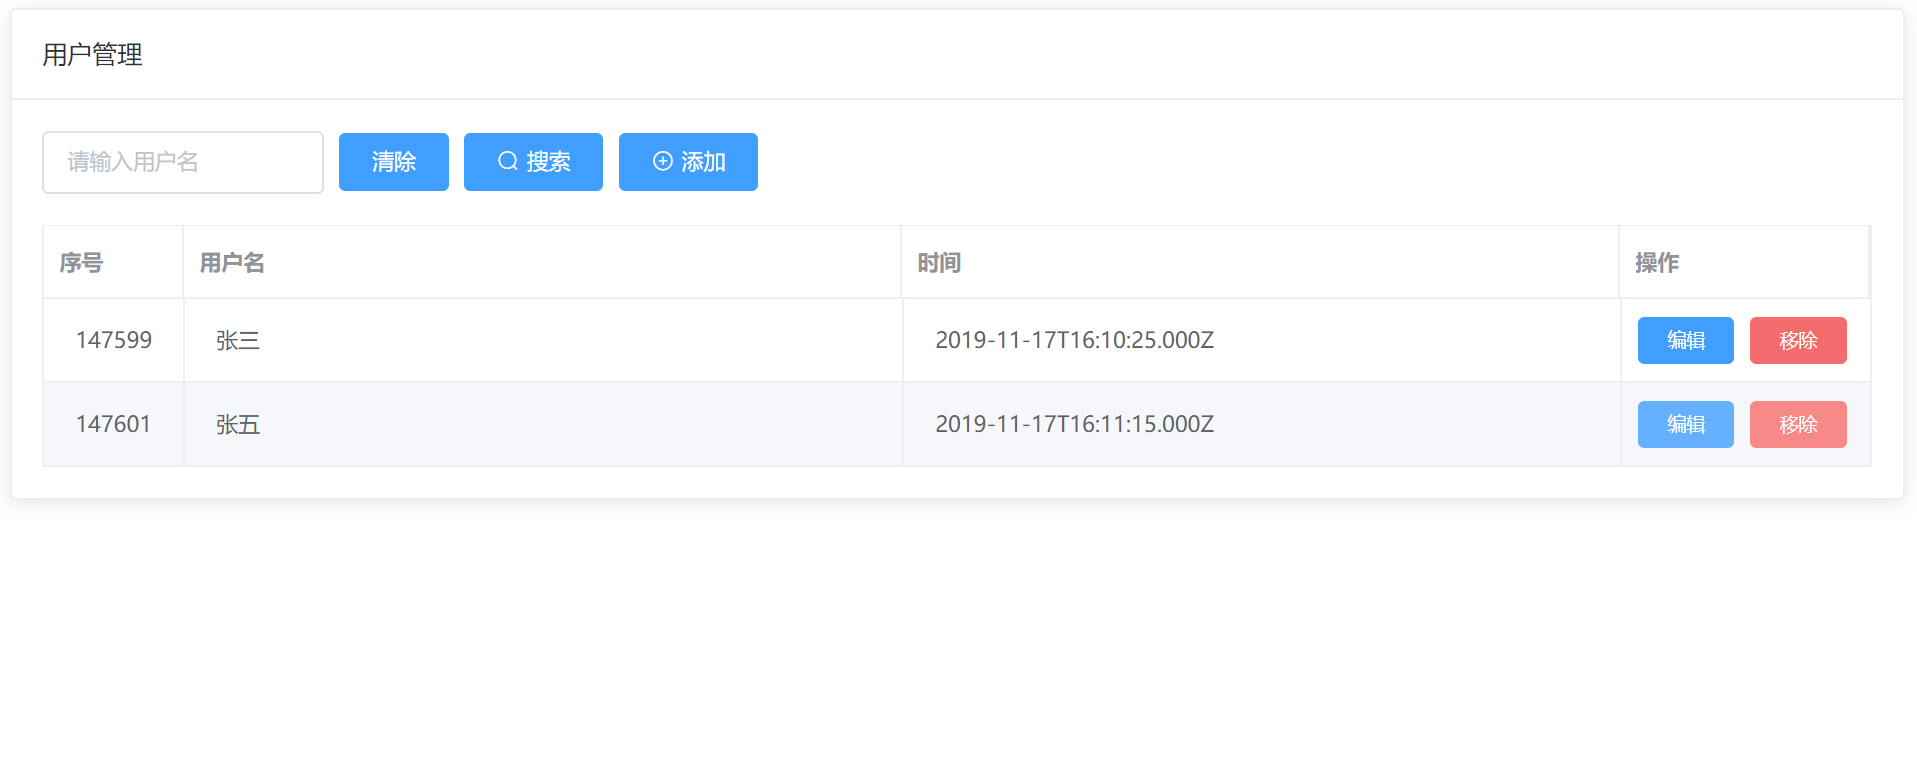 用户管理
请输入用户名 清除 搜索 添加
序号 用户名 时间 操作
147599 张三 2019-11-17T16:10:25.000Z 编辑 移除
147601 张五 2019-11-17T16:11:15.000Z 编辑 移除